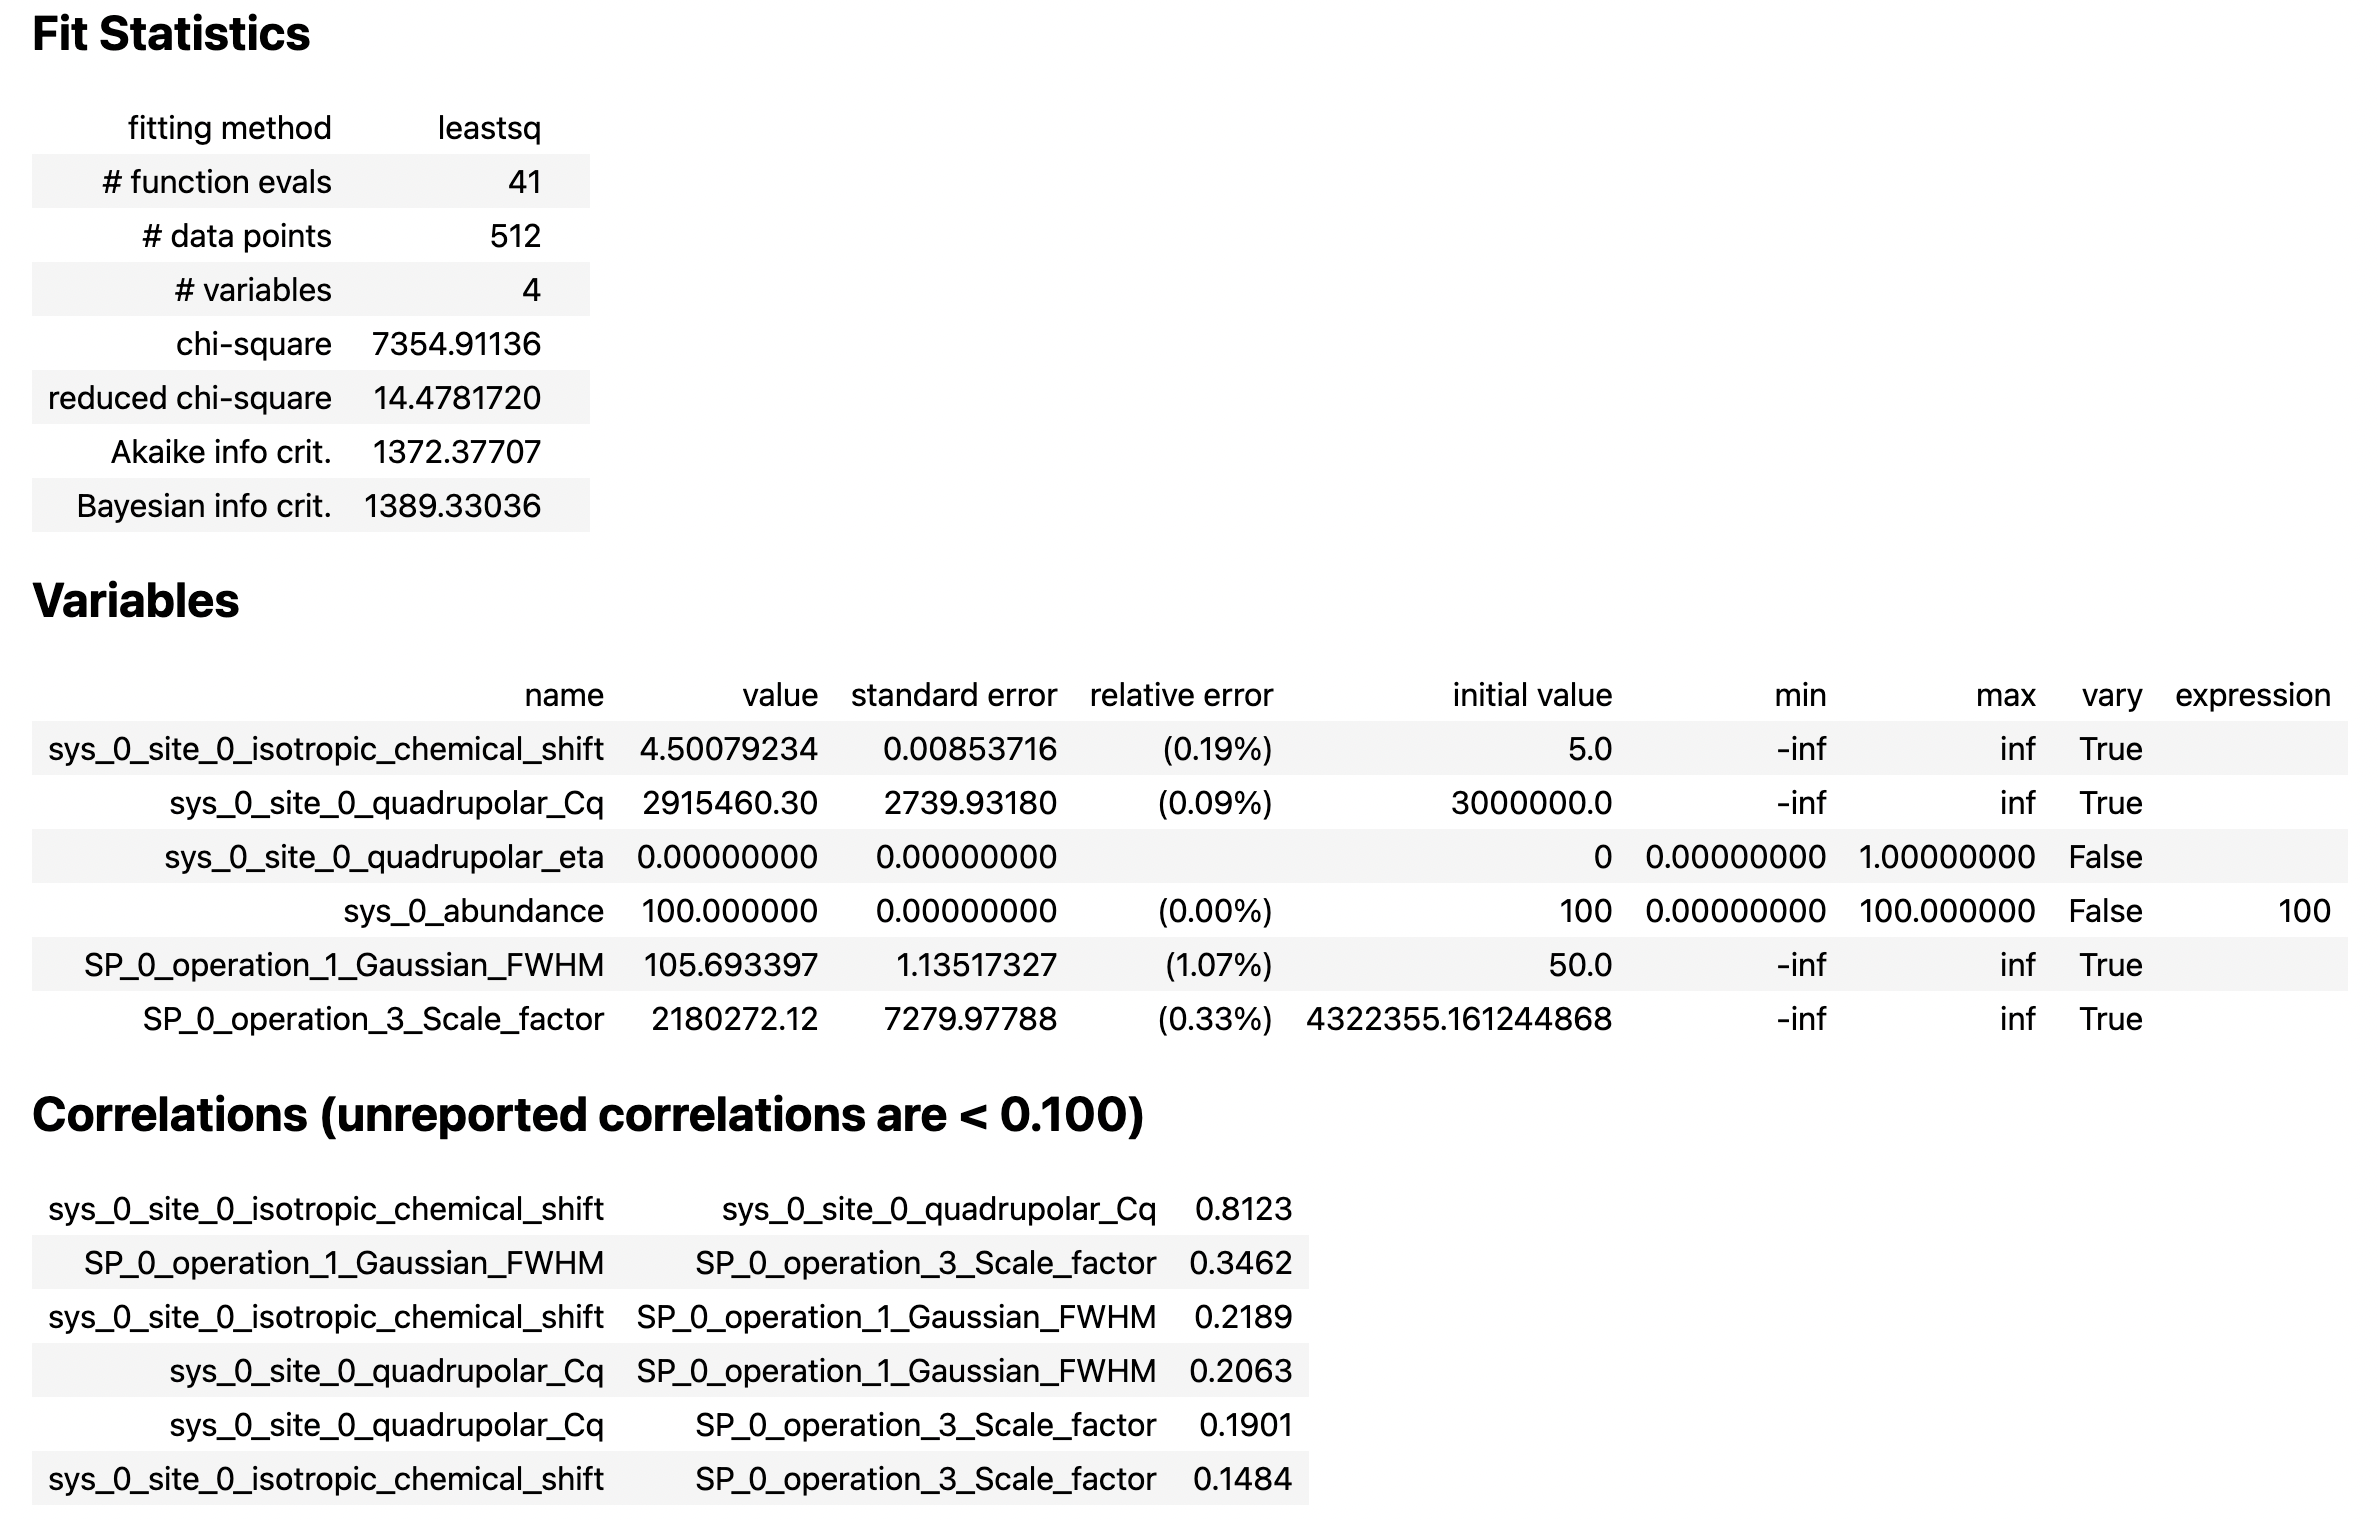 Fit Statistics
fitting method leastsq
# function evals 41
# data points 512
# variables 4
chi-square 7354.91136
reduced chi-square 14.4781720
Akaike info crit. 1372.37707
Bayesian info crit. 1389.33036
Variables
name value standard error relative error initial value min max vary expression
sys_0_site_0_isotropic_chemical_shift 4.50079234 0.00853716 (0.19%) 5.0 -inf inf True
sys_0_site_0_quadrupolar_Cq 2915460.30 2739.93180 (0.09%) 3000000.0 -inf inf True
sys_0_site_0_quadrupolar_eta 0.00000000 0.00000000 0 0.00000000 1.00000000 False
sys_0_abundance 100.000000 0.00000000 (0.00%) 100 0.00000000 100.000000 False 100
SP_0_operation_1_Gaussian_FWHM 105.693397 1.13517327 (1.07%) 50.0 -inf inf True
SP_0_operation_3_Scale_factor 2180272.12 7279.97788 (0.33%) 4322355.161244868 -inf inf True
Correlations (unreported correlations are < 0.100)
sys_0_site_0_isotropic_chemical_shift sys_0_site_0_quadrupolar_Cq 0.8123
SP_0_operation_1_Gaussian_FWHM SP_0_operation_3_Scale_factor 0.3462
sys_0_site_0_isotropic_chemical_shift SP_0_operation_1_Gaussian_FWHM 0.2189
sys_0_site_0_quadrupolar_Cq SP_0_operation_1_Gaussian_FWHM 0.2063
sys_0_site_0_quadrupolar_Cq SP_0_operation_3_Scale_factor 0.1901
sys_0_site_0_isotropic_chemical_shift SP_0_operation_3_Scale_factor 0.1484